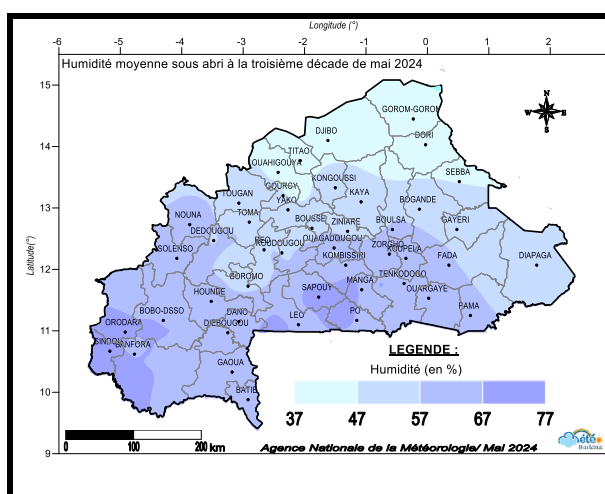 Longitude (°)
-6 -5 -4 -3 -2 -1 0 1 2
Humidité moyenne sous abri à la troisième décade de mai 2024
15
GOROM-GOROM
N
W E
S
DJIBO
DORI
14
TITAO
OUAHIGOUYA
SEBBA
KONGOUSSI
GOURCY
TOUGAN
KAYA
YAKO
BOGANDE
13
NOUNA
TOMA
BOUSSE
ZINIARE
BOULSA
GAYERI
DEDOUGOU
REO
OUAGADOUGOU
KOUDOUGOU
ZORGHO
KOUPELA
SOLENSO
KOMBISSIRI
FADA
DIAPAGA
Latitude(°)
12
BOROMO
TENKODOGO
HOUNDE
SAPOUY
MANGA
OUARGAYE
BOBO-DSSO
DANO
LEO
PO
PAMA
ORODARA
DIEBOUGOU
11
SINDOU
BANFORA
LEGENDE :
GAOUA
Humidité (en %)
BATIE
10
37 47 57 67 77
Météo
Burkina
0 100 200 km
Agence Nationale de la Météorologie/ Mai 2024
9